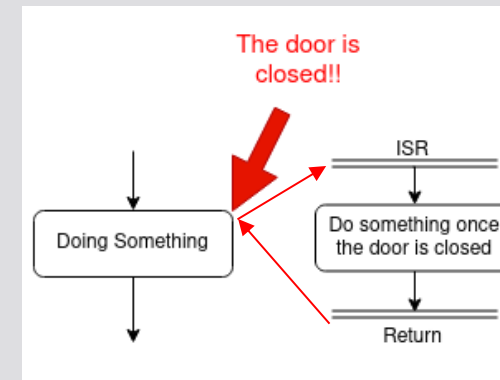 The door is
closed!!
ISR
Doing Something
Do something once
the door is closed
Return